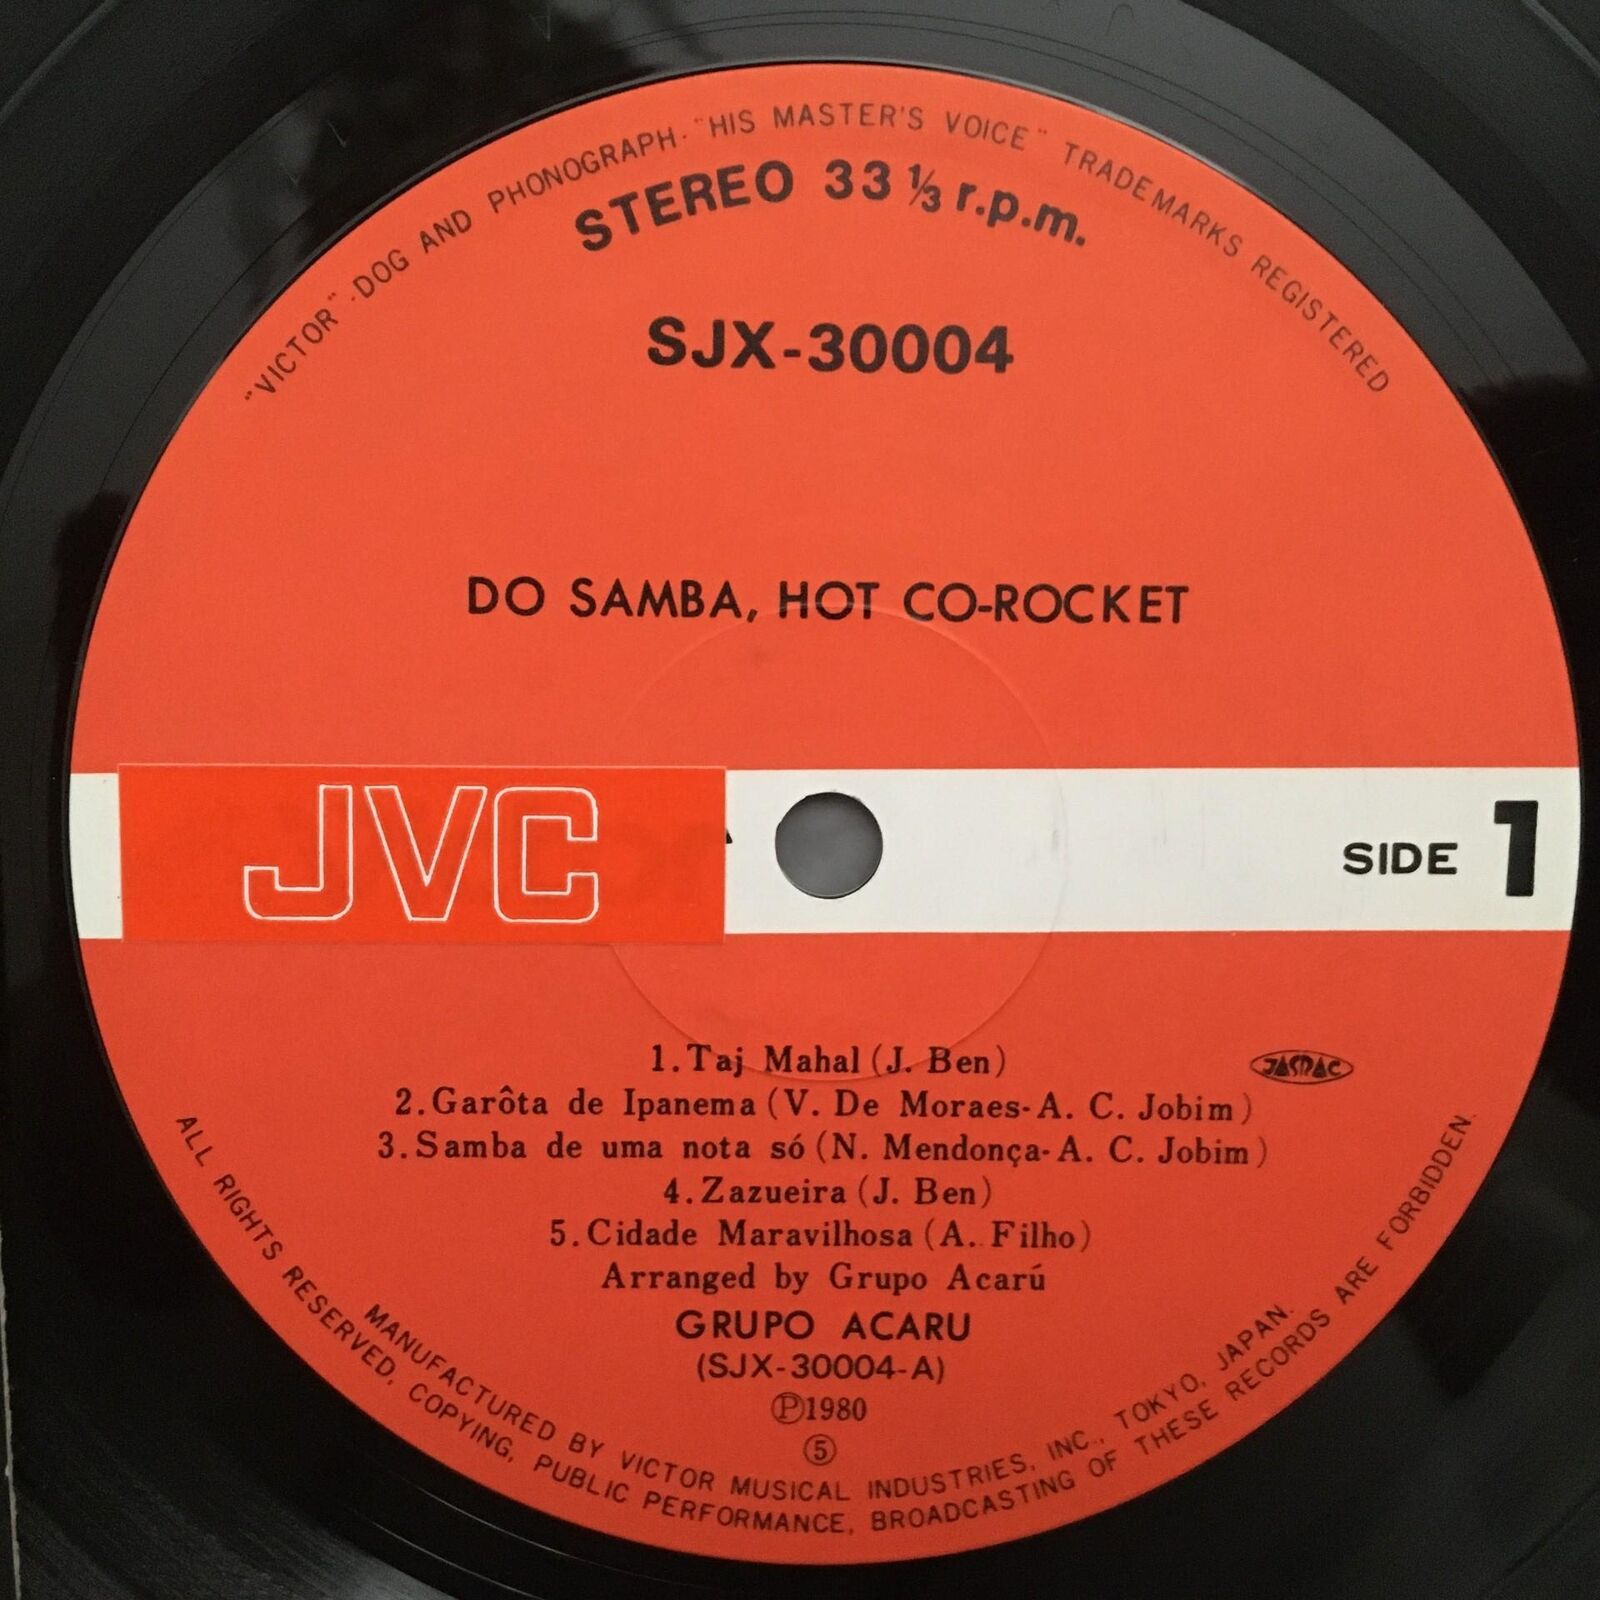 "VICTOR"·DOG AND PHONOGRAPH·"HIS MASTER'S VOICE" TRADEMARKS REGISTERED
STEREO 33 ⅓ r.p.m.
SJX-30004
DO SAMBA, HOT CO-ROCKET
JVC
SIDE 1
1.Taj Mahal (J. Ben)
JASRAC
2.Garôta de Ipanema (V. De Moraes-A. C. Jobim)
3.Samba de uma nota só (N. Mendonça-A. C. Jobim)
4.Zazueira (J. Ben)
5.Cidade Maravilhosa (A. Filho)
Arranged by Grupo Acarú
GRUPO ACARU
(SJX-30004-A)
Ⓟ1980
⑤
MANUFACTURED BY VICTOR MUSICAL INDUSTRIES, INC., TOKYO, JAPAN.
ALL RIGHTS RESERVED, COPYING, PUBLIC PERFORMANCE, BROADCASTING OF THESE RECORDS ARE FORBIDDEN.